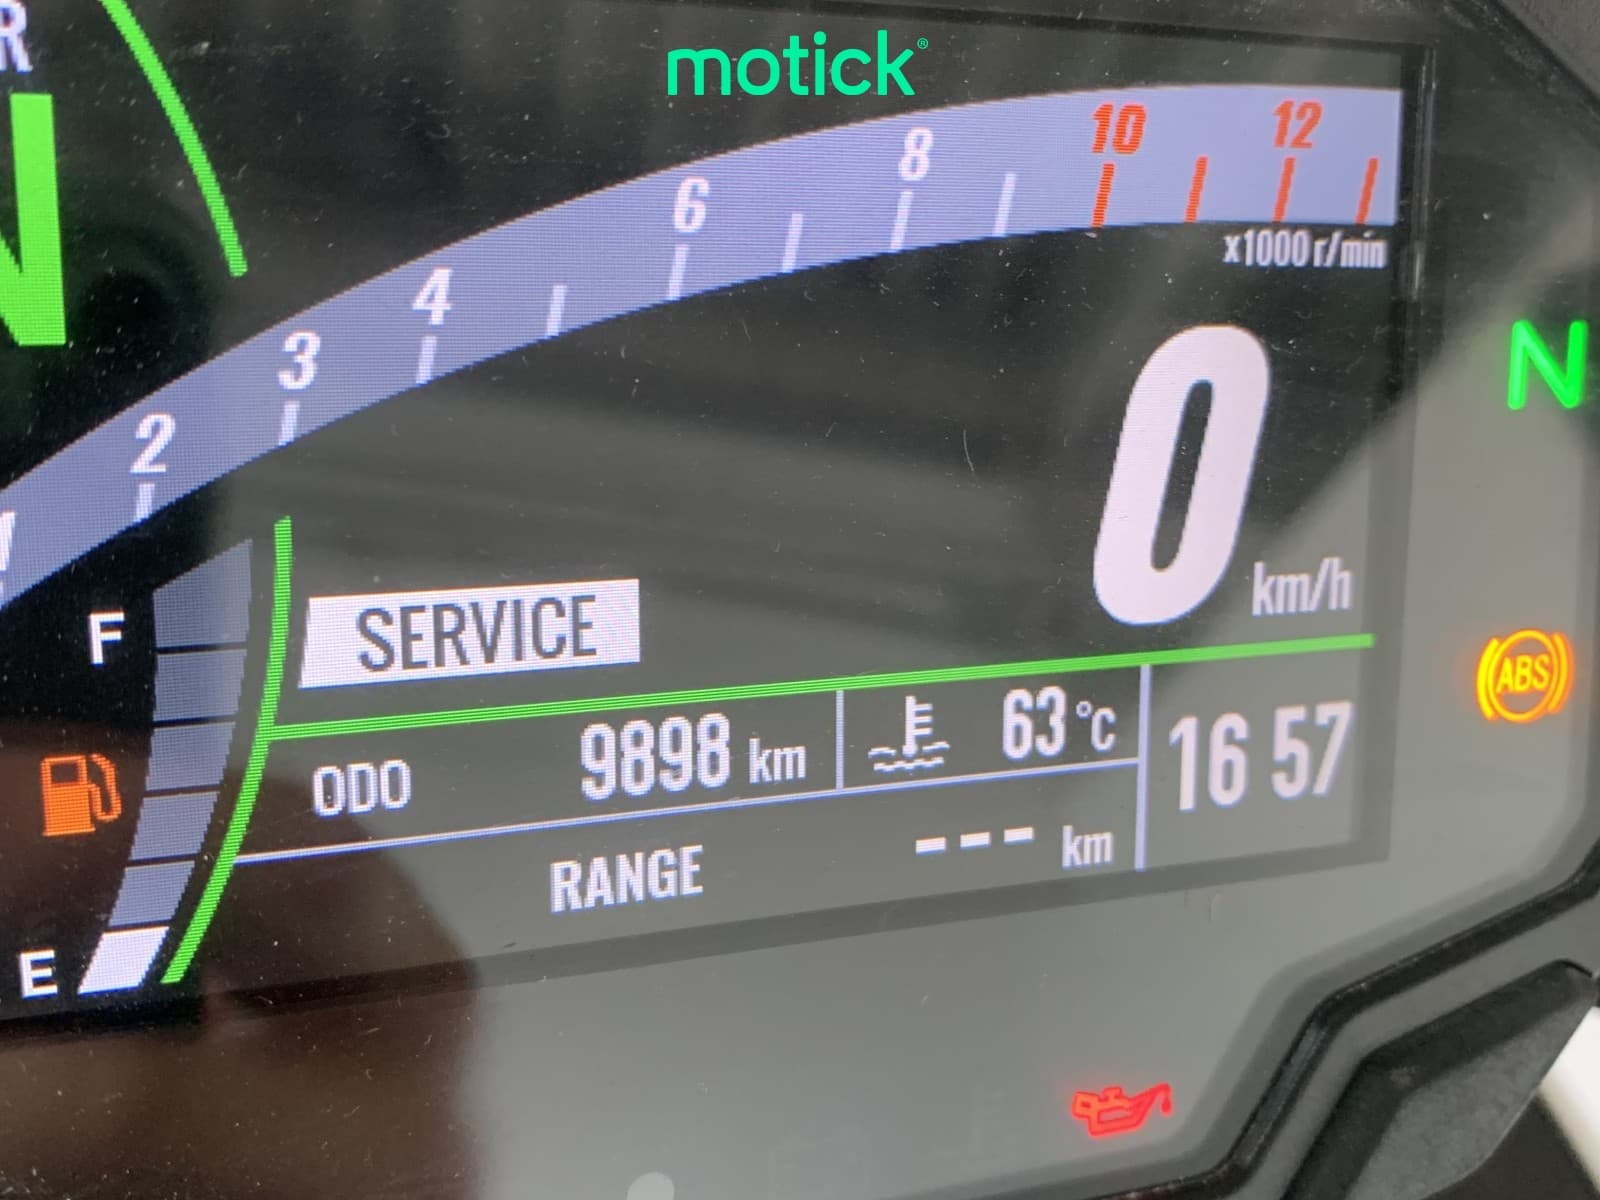 motick®
R
N
2
3
4
6
8
10
12
x1000 r/min
0
km/h
N
F
SERVICE
ABS
ODO
9898 km
63 °C
16 57
RANGE
--- km
E